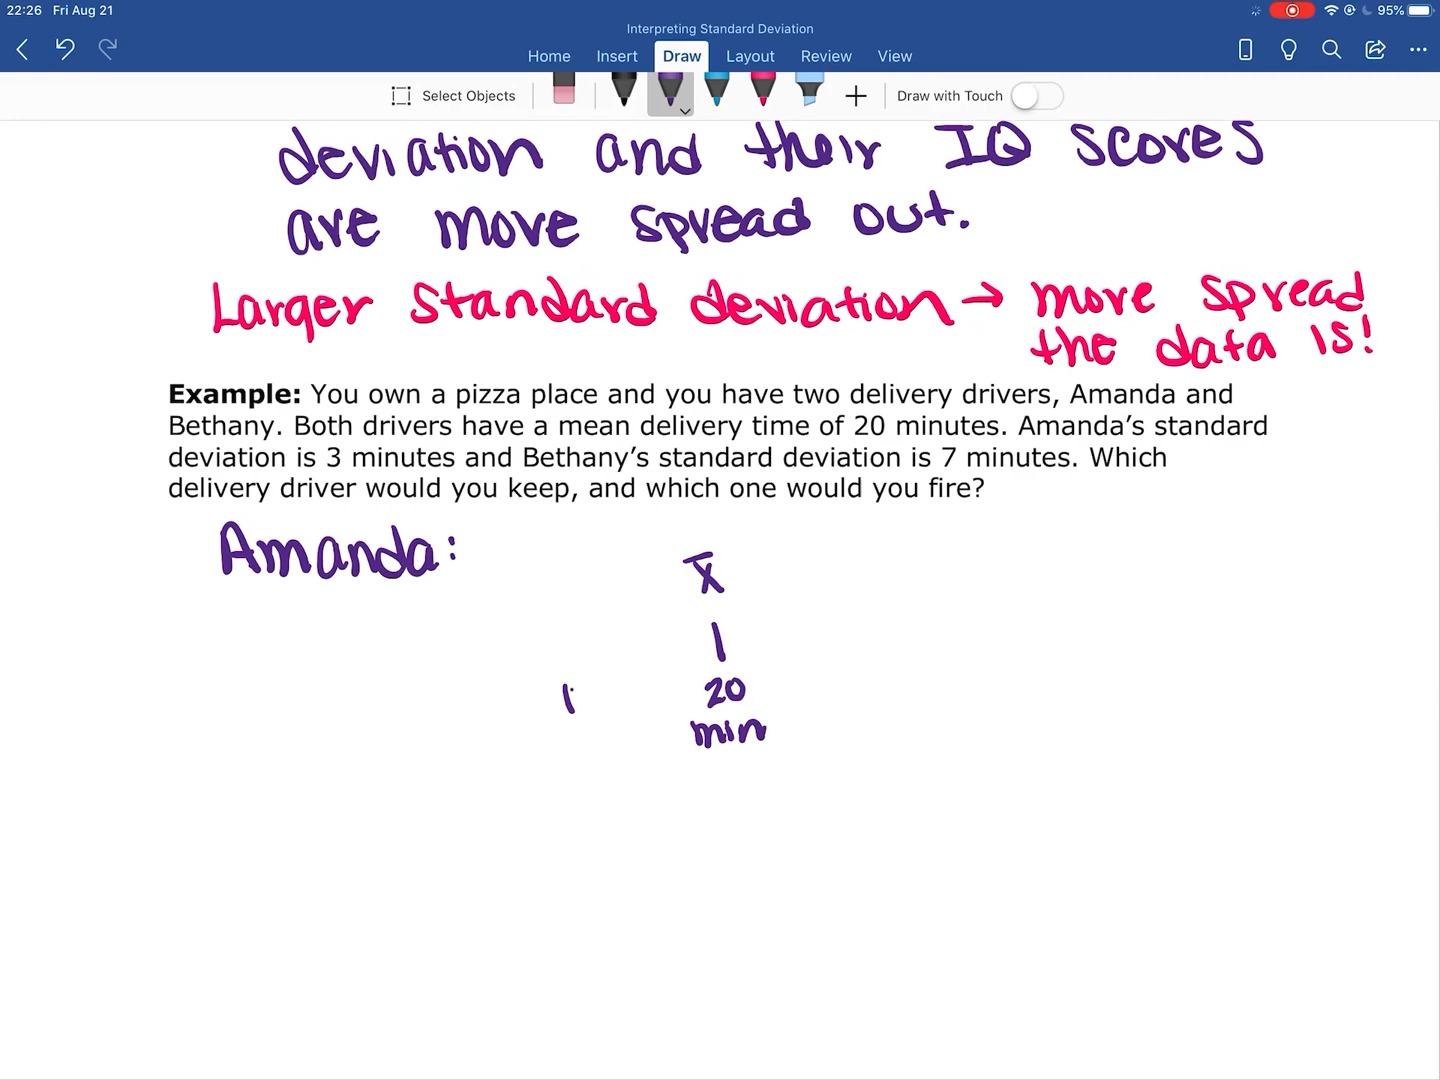 22:26 Fri Aug 21
95%
Interpreting Standard Deviation
Home Insert Draw Layout Review View
Select Objects
Draw with Touch
deviation and their IQ scores
are more spread out.
Larger standard deviation → more spread
the data is!
Example: You own a pizza place and you have two delivery drivers, Amanda and
Bethany. Both drivers have a mean delivery time of 20 minutes. Amanda’s standard
deviation is 3 minutes and Bethany’s standard deviation is 7 minutes. Which
delivery driver would you keep, and which one would you fire?
Amanda:
x̄
|
1 20
min